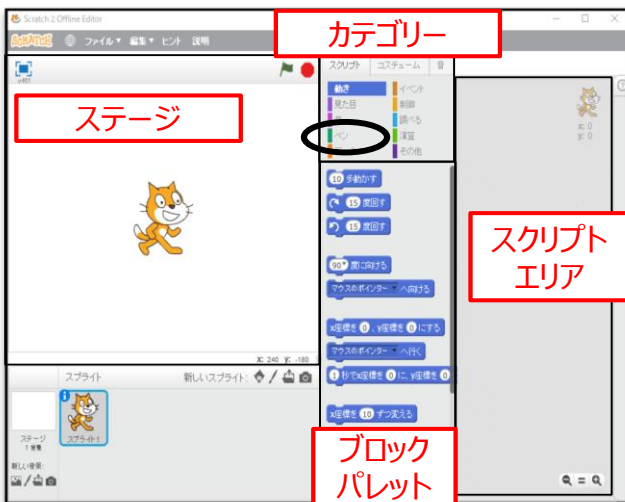 Scratch 2 Offline Editor
SCRATCH ファイル▼ 編集▼ ヒント 説明
カテゴリー
v461
ステージ
スクリプト コスチューム 音
動き イベント
見た目 制御
調べる
ペン 演算
その他
x: 0
y: 0
10 歩動かす
15 度回す
15 度回す
90▼ 度に向ける
マウスのポインター▼ へ向ける
x座標を 0 、y座標を 0 にする
マウスのポインター▼ へ行く
1 秒でx座標を 0 に、y座標を 0
x座標を 10 ずつ変える
スクリプト
エリア
x: 240 y: -180
スプライト 新しいスプライト:
ステージ
1 背景
スプライト1
新しい背景:
ブロック
パレット